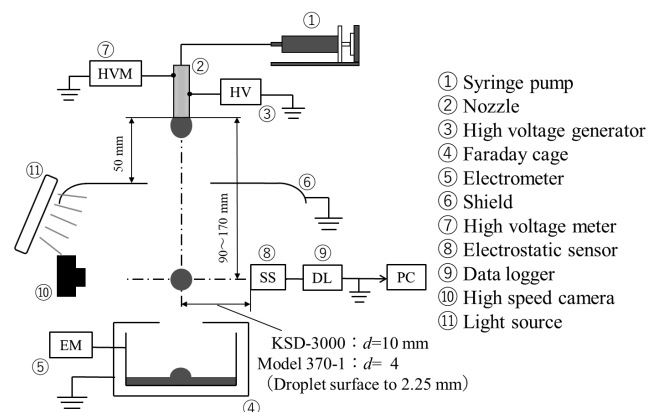 ①
⑦
HVM
②
HV
③
50 mm
90～170 mm
⑪
⑥
⑩
⑧
⑨
SS
DL
PC
EM
⑤
④
KSD-3000：d=10 mm
Model 370-1：d= 4
（Droplet surface to 2.25 mm）
① Syringe pump
② Nozzle
③ High voltage generator
④ Faraday cage
⑤ Electrometer
⑥ Shield
⑦ High voltage meter
⑧ Electrostatic sensor
⑨ Data logger
⑩ High speed camera
⑪ Light source